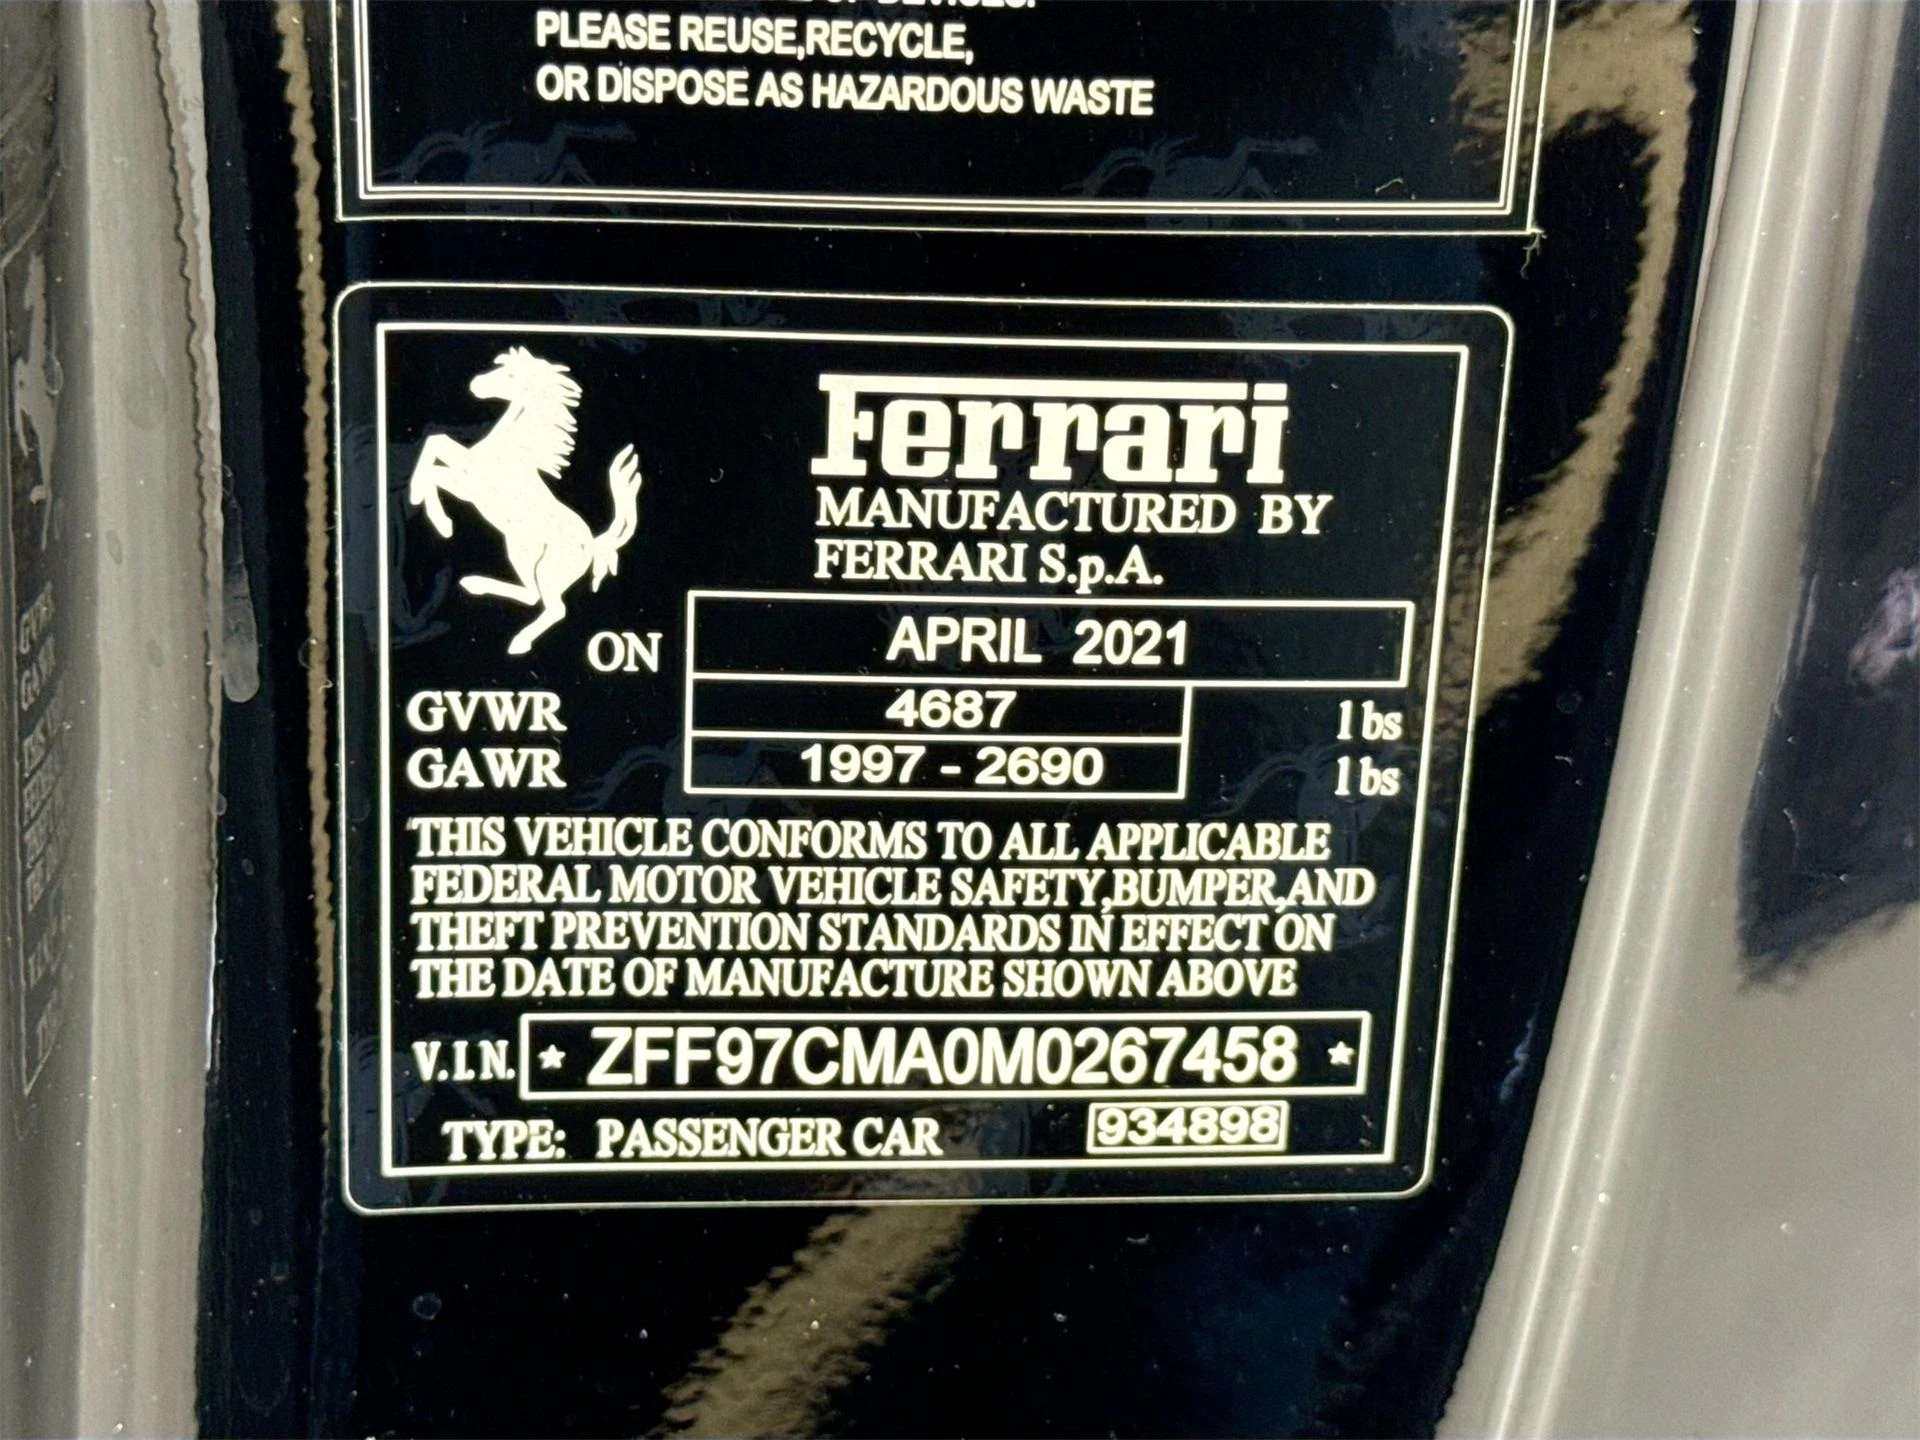 PLEASE REUSE,RECYCLE,
OR DISPOSE AS HAZARDOUS WASTE
Ferrari
MANUFACTURED BY
FERRARI S.p.A.
ON APRIL 2021
GVWR 4687 lbs
GAWR 1997 - 2690 lbs
THIS VEHICLE CONFORMS TO ALL APPLICABLE
FEDERAL MOTOR VEHICLE SAFETY,BUMPER,AND
THEFT PREVENTION STANDARDS IN EFFECT ON
THE DATE OF MANUFACTURE SHOWN ABOVE
V.I.N. * ZFF97CMA0M0267458 *
TYPE: PASSENGER CAR 934898